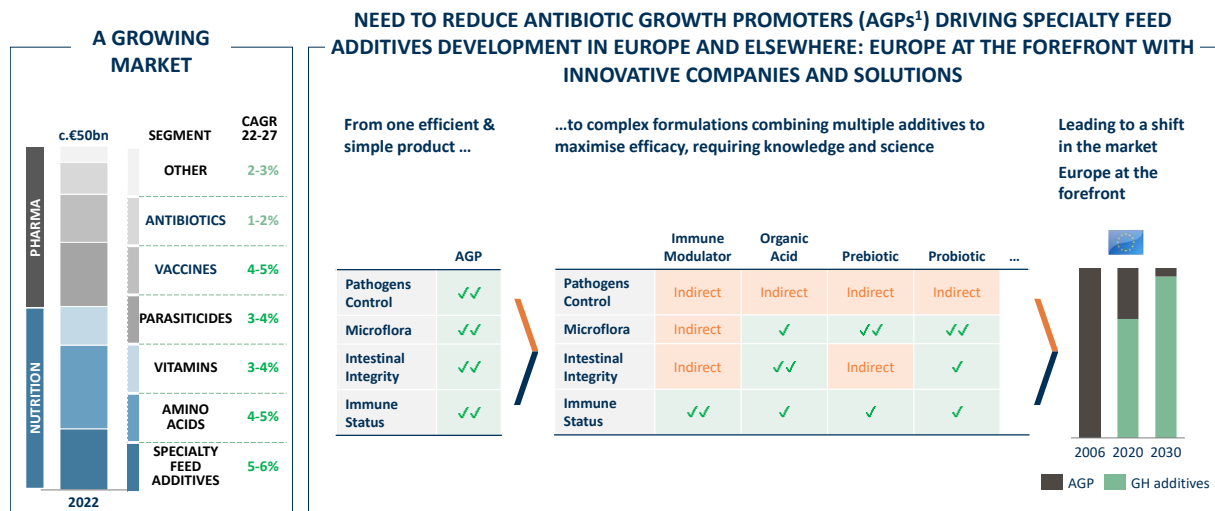 A GROWING
MARKET
c.€50bn
SEGMENT
CAGR
22-27
PHARMA
NUTRITION
OTHER
2-3%
ANTIBIOTICS
1-2%
VACCINES
4-5%
PARASITICIDES
3-4%
VITAMINS
3-4%
AMINO
ACIDS
4-5%
SPECIALTY
FEED
ADDITIVES
5-6%
2022
NEED TO REDUCE ANTIBIOTIC GROWTH PROMOTERS (AGPs¹) DRIVING SPECIALTY FEED
ADDITIVES DEVELOPMENT IN EUROPE AND ELSEWHERE: EUROPE AT THE FOREFRONT WITH
INNOVATIVE COMPANIES AND SOLUTIONS
From one efficient &
simple product …
AGP
Pathogens
Control
✓✓
Microflora
✓✓
Intestinal
Integrity
✓✓
Immune
Status
✓✓
…to complex formulations combining multiple additives to
maximise efficacy, requiring knowledge and science
Immune
Modulator
Organic
Acid
Prebiotic
Probiotic
…
Pathogens
Control
Indirect
Indirect
Indirect
Indirect
Microflora
Indirect
✓
✓✓
✓✓
Intestinal
Integrity
Indirect
✓✓
Indirect
✓
Immune
Status
✓✓
✓
✓
✓
Leading to a shift
in the market
Europe at the
forefront
2006
2020
2030
AGP
GH additives